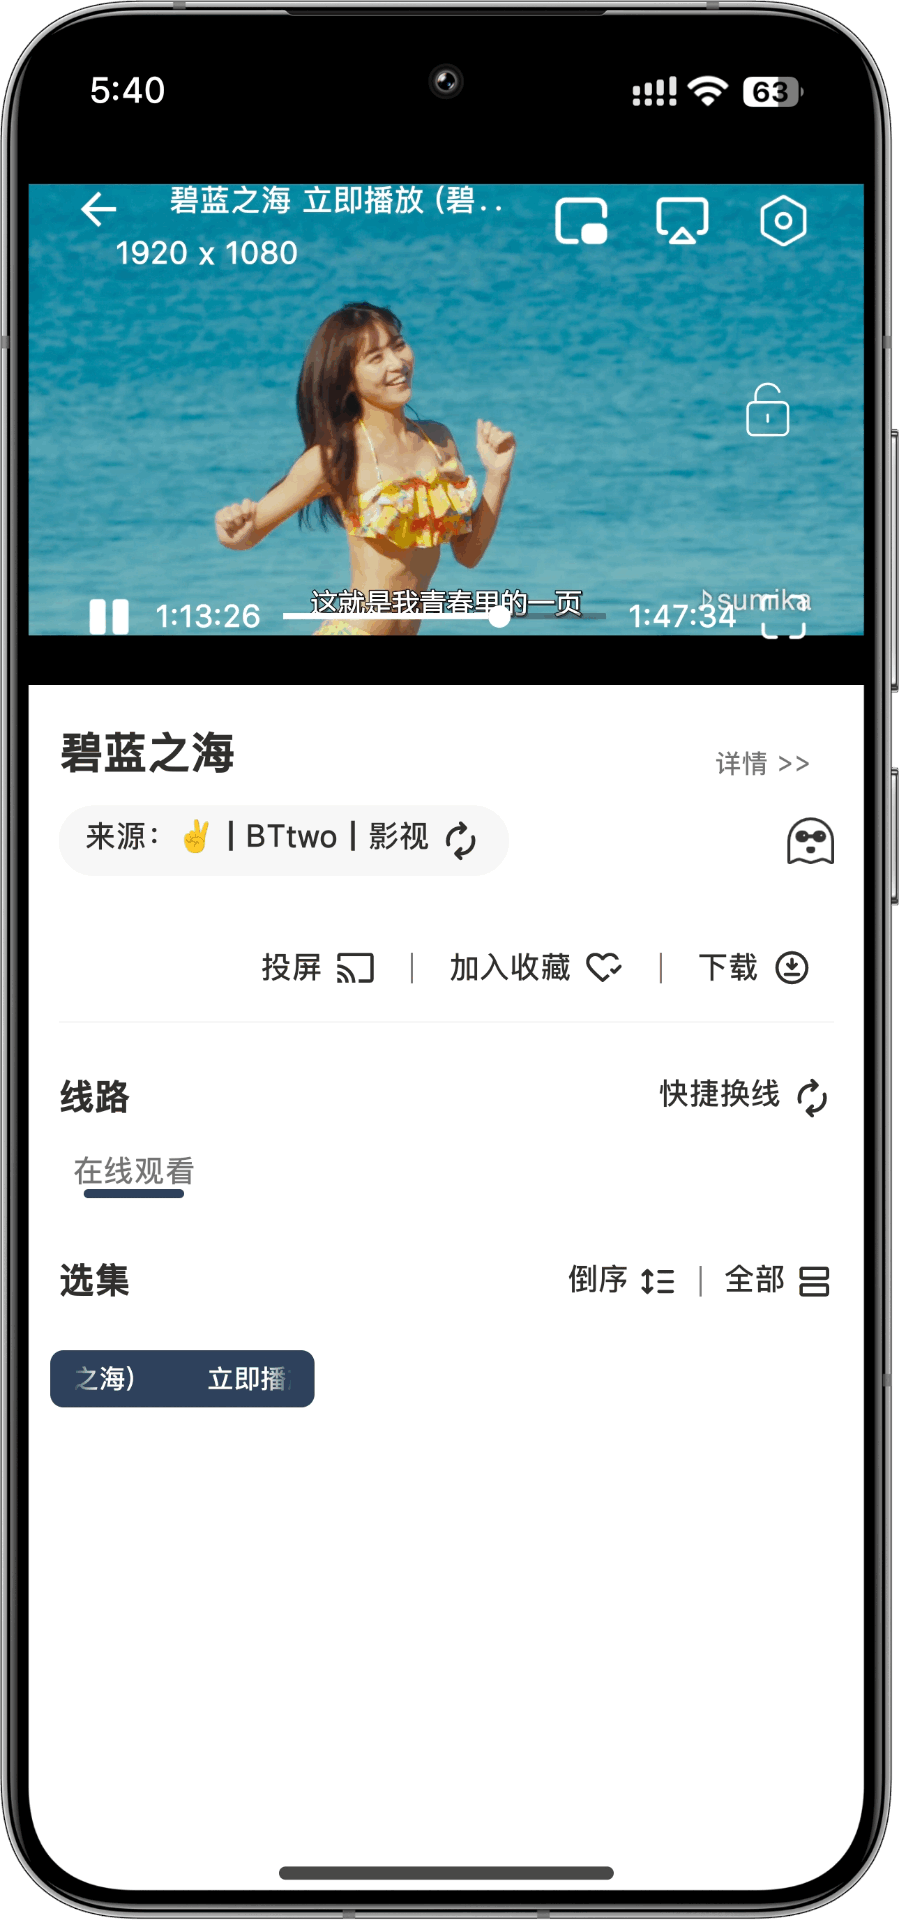 5:40
63
碧蓝之海 立即播放 (碧..
1920 x 1080
这就是我青春里的一页
♪sumika
1:13:26
1:47:34
碧蓝之海
详情 >>
来源：✌️┃BTtwo┃影视
投屏 | 加入收藏 | 下载
线路
快捷换线
在线观看
选集
倒序 | 全部
之海) 立即播